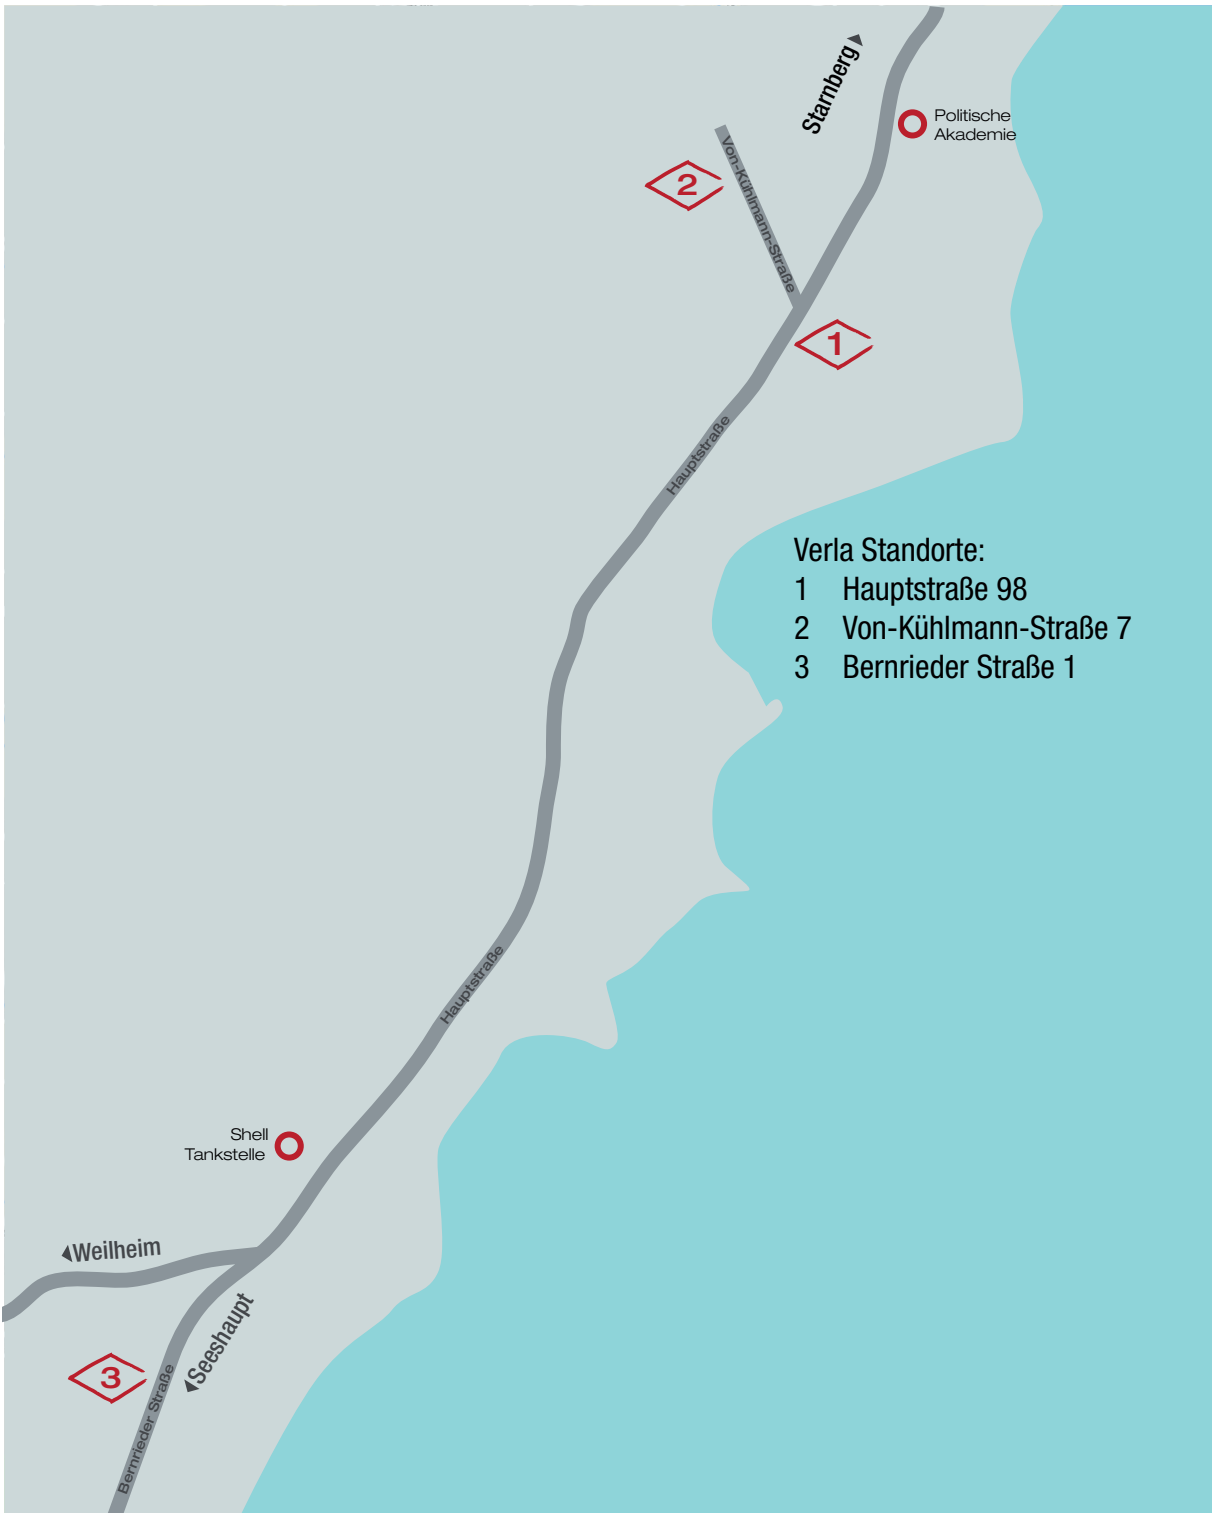 Starnberg
Politische
Akademie
Von-Kühlmann-Straße
2
1
Hauptstraße
Verla Standorte:
1 Hauptstraße 98
2 Von-Kühlmann-Straße 7
3 Bernrieder Straße 1
Hauptstraße
Shell
Tankstelle
Weilheim
Seeshaupt
3
Bernrieder Straße